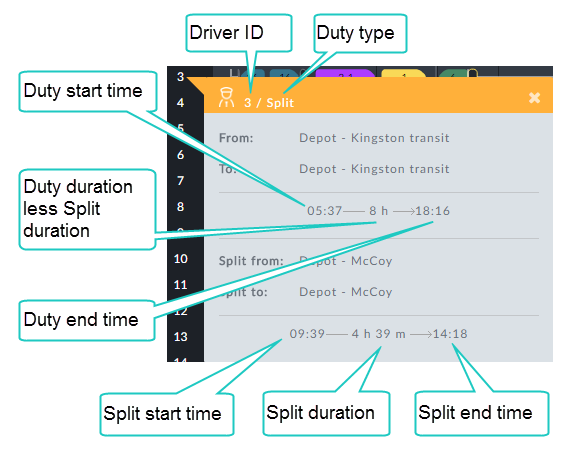 Driver ID
Duty type
Duty start time
3
4
3 / Split
5
6
7
8
10
11
12
13
14
From: Depot - Kingston transit
To: Depot - Kingston transit
Duty duration
less Split
duration
05:37 8 h 18:16
Split from: Depot - McCoy
Split to: Depot - McCoy
Duty end time
09:39 4 h 39 m 14:18
Split start time
Split duration
Split end time